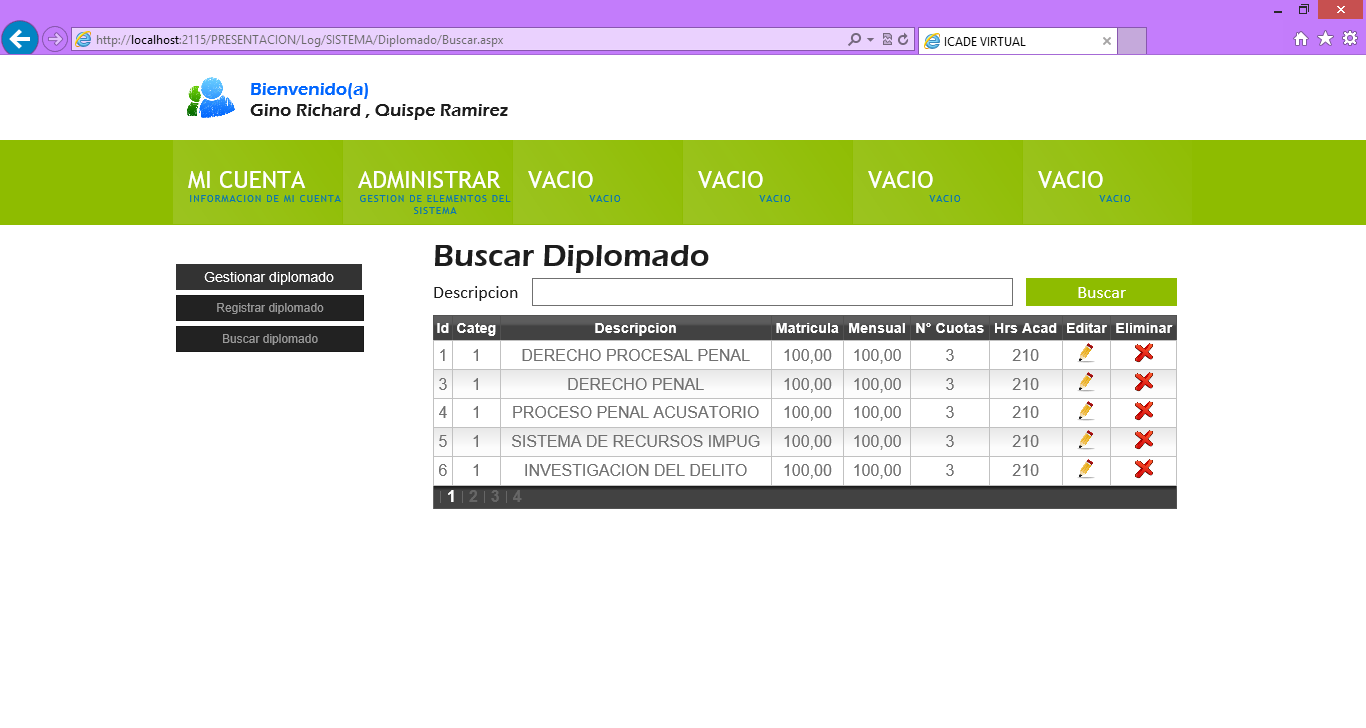 http://localhost:2115/PRESENTACION/Log/SISTEMA/Diplomado/Buscar.aspx
ICADE VIRTUAL
Bienvenido(a)
Gino Richard , Quispe Ramirez
MI CUENTA
INFORMACION DE MI CUENTA
ADMINISTRAR
GESTION DE ELEMENTOS DEL
SISTEMA
VACIO
VACIO
VACIO
VACIO
VACIO
VACIO
VACIO
VACIO
Gestionar diplomado
Registrar diplomado
Buscar diplomado
Buscar Diplomado
Descripcion Buscar
Id Categ Descripcion Matricula Mensual N° Cuotas Hrs Acad Editar Eliminar
1 1 DERECHO PROCESAL PENAL 100,00 100,00 3 210
3 1 DERECHO PENAL 100,00 100,00 3 210
4 1 PROCESO PENAL ACUSATORIO 100,00 100,00 3 210
5 1 SISTEMA DE RECURSOS IMPUG 100,00 100,00 3 210
6 1 INVESTIGACION DEL DELITO 100,00 100,00 3 210
| 1 | 2 | 3 | 4